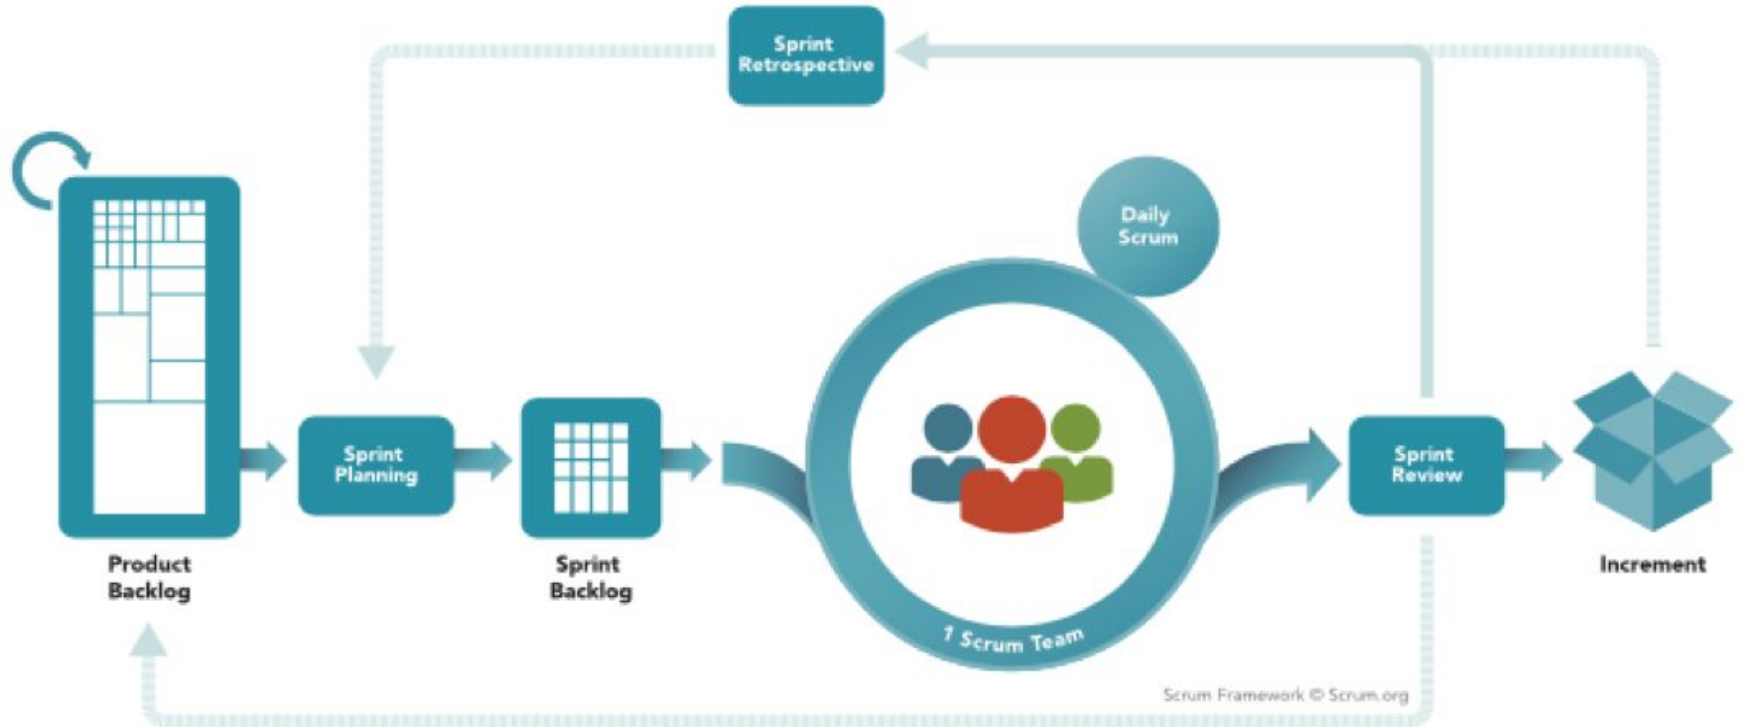 Sprint
Retrospective
Daily
Scrum
Sprint
Planning
Sprint
Review
Product
Backlog
Sprint
Backlog
Increment
1 Scrum Team
Scrum Framework © Scrum.org